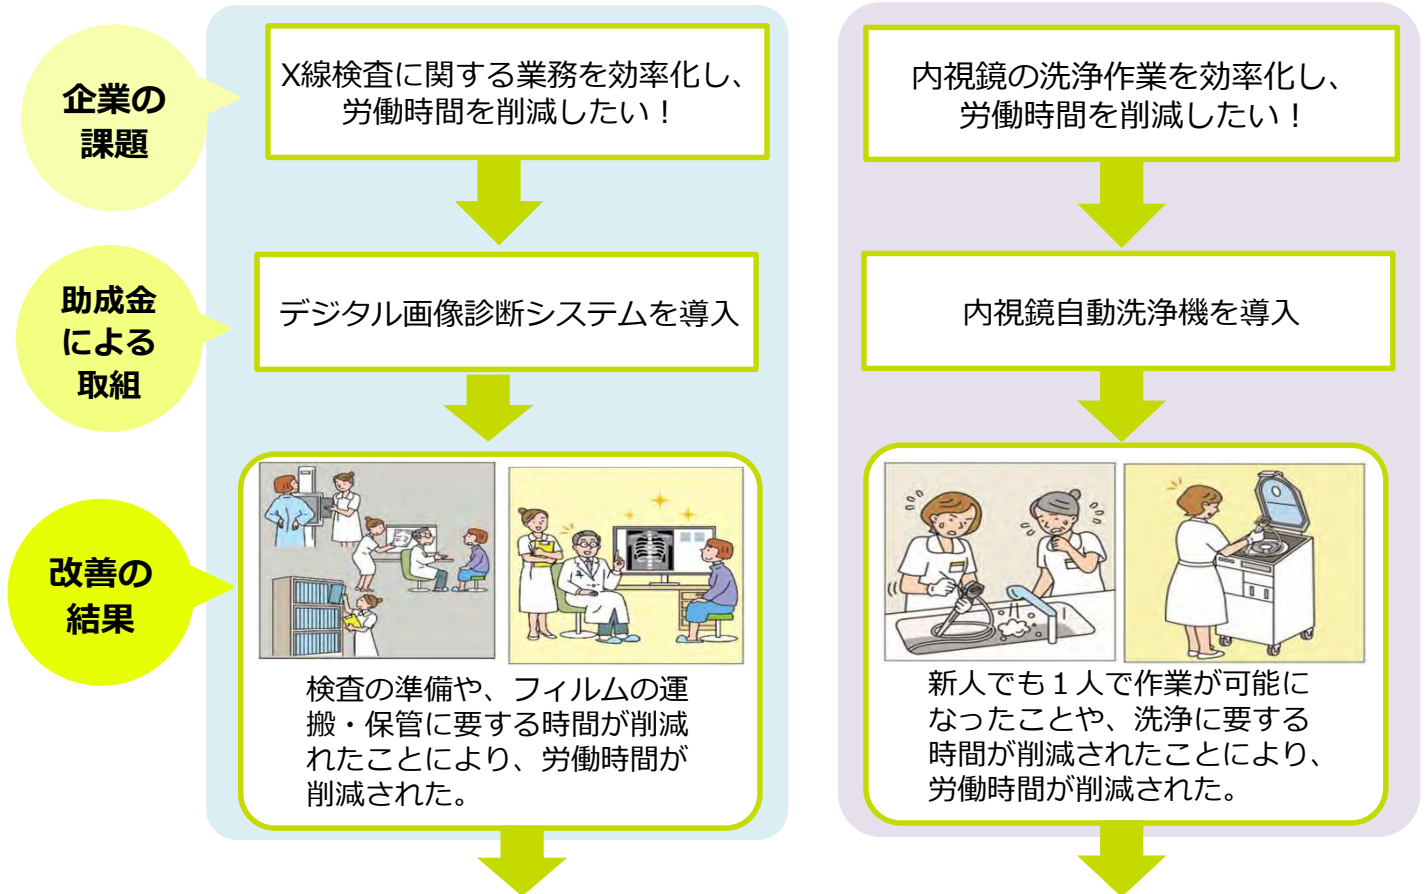 企業の
課題
X線検査に関する業務を効率化し、
労働時間を削減したい！
内視鏡の洗浄作業を効率化し、
労働時間を削減したい！
助成金
による
取組
デジタル画像診断システムを導入
内視鏡自動洗浄機を導入
改善の
結果
検査の準備や、フィルムの運
搬・保管に要する時間が削減
れたことにより、労働時間が
削減された。
新人でも１人で作業が可能に
なったことや、洗浄に要する
時間が削減されたことにより、
労働時間が削減された。